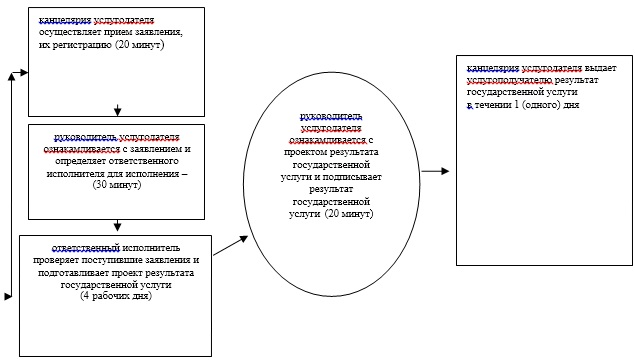 канцелярия услугодателя
осуществляет прием заявления,
их регистрацию (20 минут)
руководитель услугодателя
ознакамливается с заявлением и
определяет ответственного
исполнителя для исполнения –
(30 минут)
ответственный исполнитель
проверяет поступившие заявления и
подготавливает проект результата
государственной услуги
(4 рабочих дня)
руководитель
услугодателя
ознакамливается с
проектом результата
государственной
услуги и подписывает
результат
государственной
услуги (20 минут)
канцелярия услугодателя выдает
услугополучателю результат
государственной услуги
в течении 1 (одного) дня